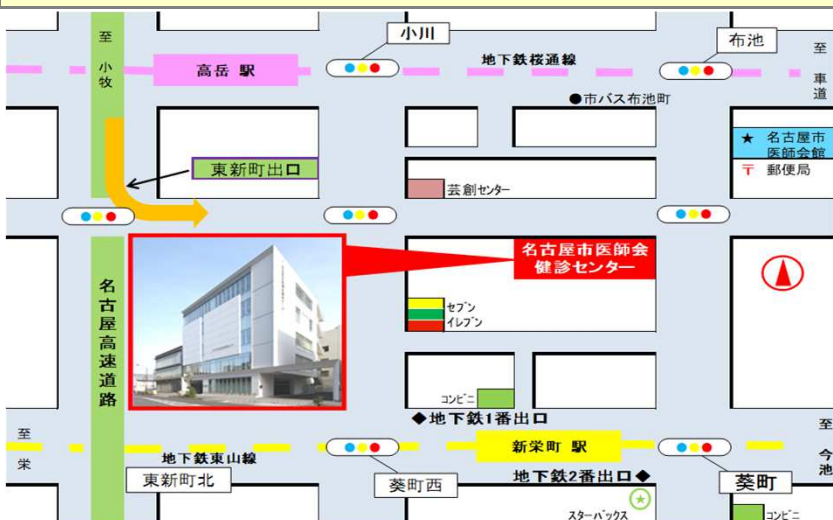 至
小
牧
小川
布池
高岳 駅
地下鉄桜通線
至
車
道
●市バス布池町
★ 名古屋市
医師会館
〒 郵便局
東新町出口
芸創センター
名古屋市医師会
健診センター
名古屋高速道路
セブン
イレブン
コンビニ
◆地下鉄1番出口
至
栄
地下鉄東山線
新栄町 駅
至
今
池
東新町北
葵町西
地下鉄2番出口◆
葵町
スターバックス
コンビニ